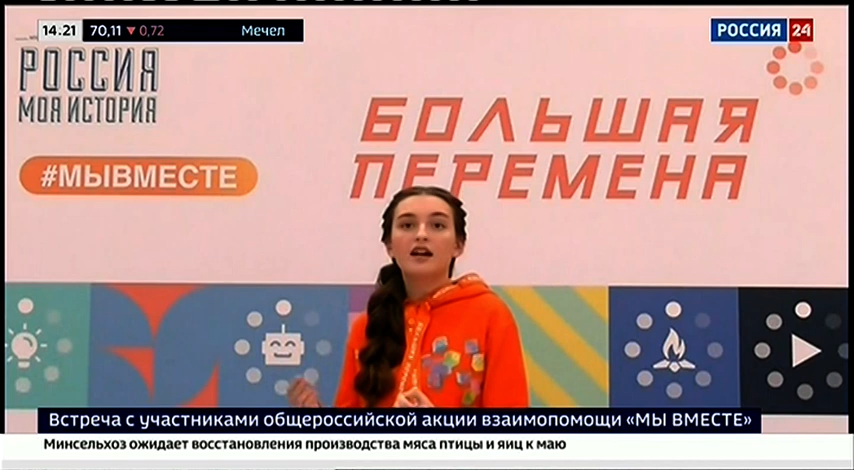 14.21 70,11 ▼ 0,72 Мечел
РОССИЯ 24
РОССИЯ
МОЯ ИСТОРИЯ
БОЛЬШАЯ
ПЕРЕМЕНА
#МЫВМЕСТЕ
Встреча с участниками общероссийской акции взаимопомощи «МЫ ВМЕСТЕ»
Минсельхоз ожидает восстановления производства мяса птицы и яиц к маю